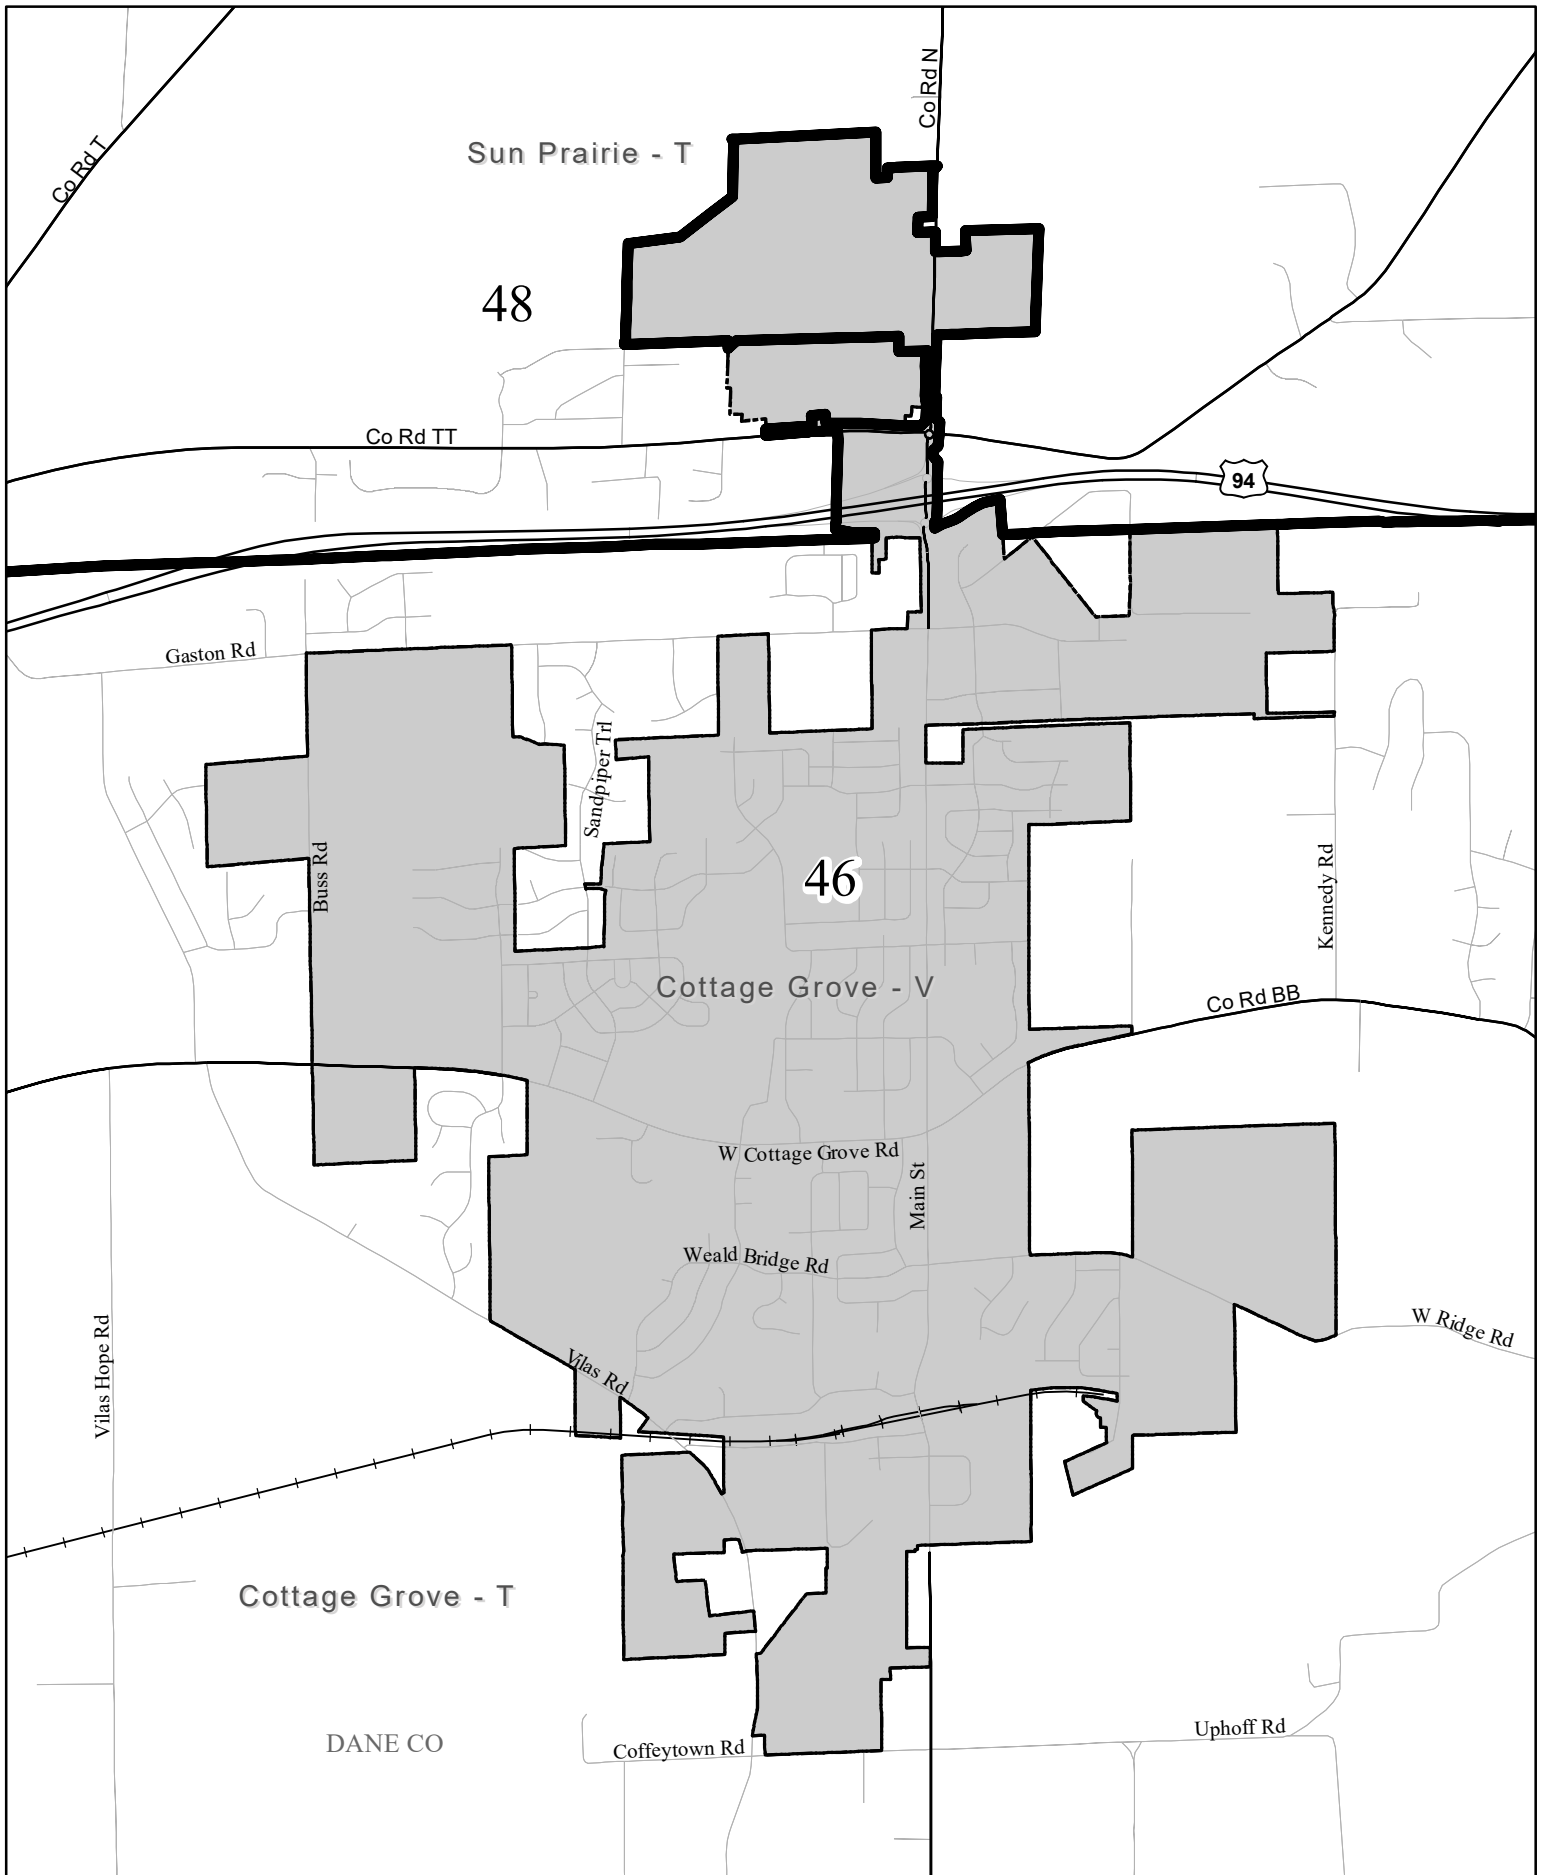 Co Rd N
Sun Prairie - T
Co Rd T
48
Co Rd TT
94
Gaston Rd
Sandpiper Trl
Buss Rd
46
Kennedy Rd
Cottage Grove - V
Co Rd BB
W Cottage Grove Rd
Main St
Weald Bridge Rd
W Ridge Rd
Vilas Hope Rd
Vilas Rd
Cottage Grove - T
DANE CO
Coffeytown Rd
Uphoff Rd